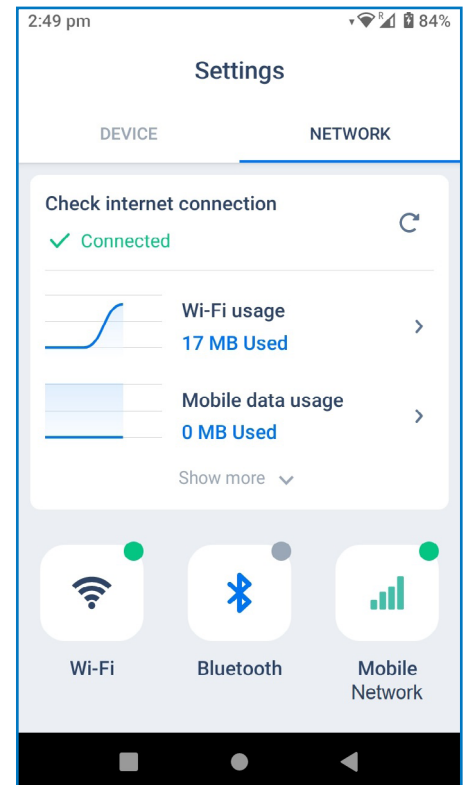 2:49 pm R 84%
Settings
DEVICE NETWORK
Check internet connection
Connected
Wi-Fi usage
17 MB Used
Mobile data usage
0 MB Used
Show more
Wi-Fi Bluetooth Mobile
Network